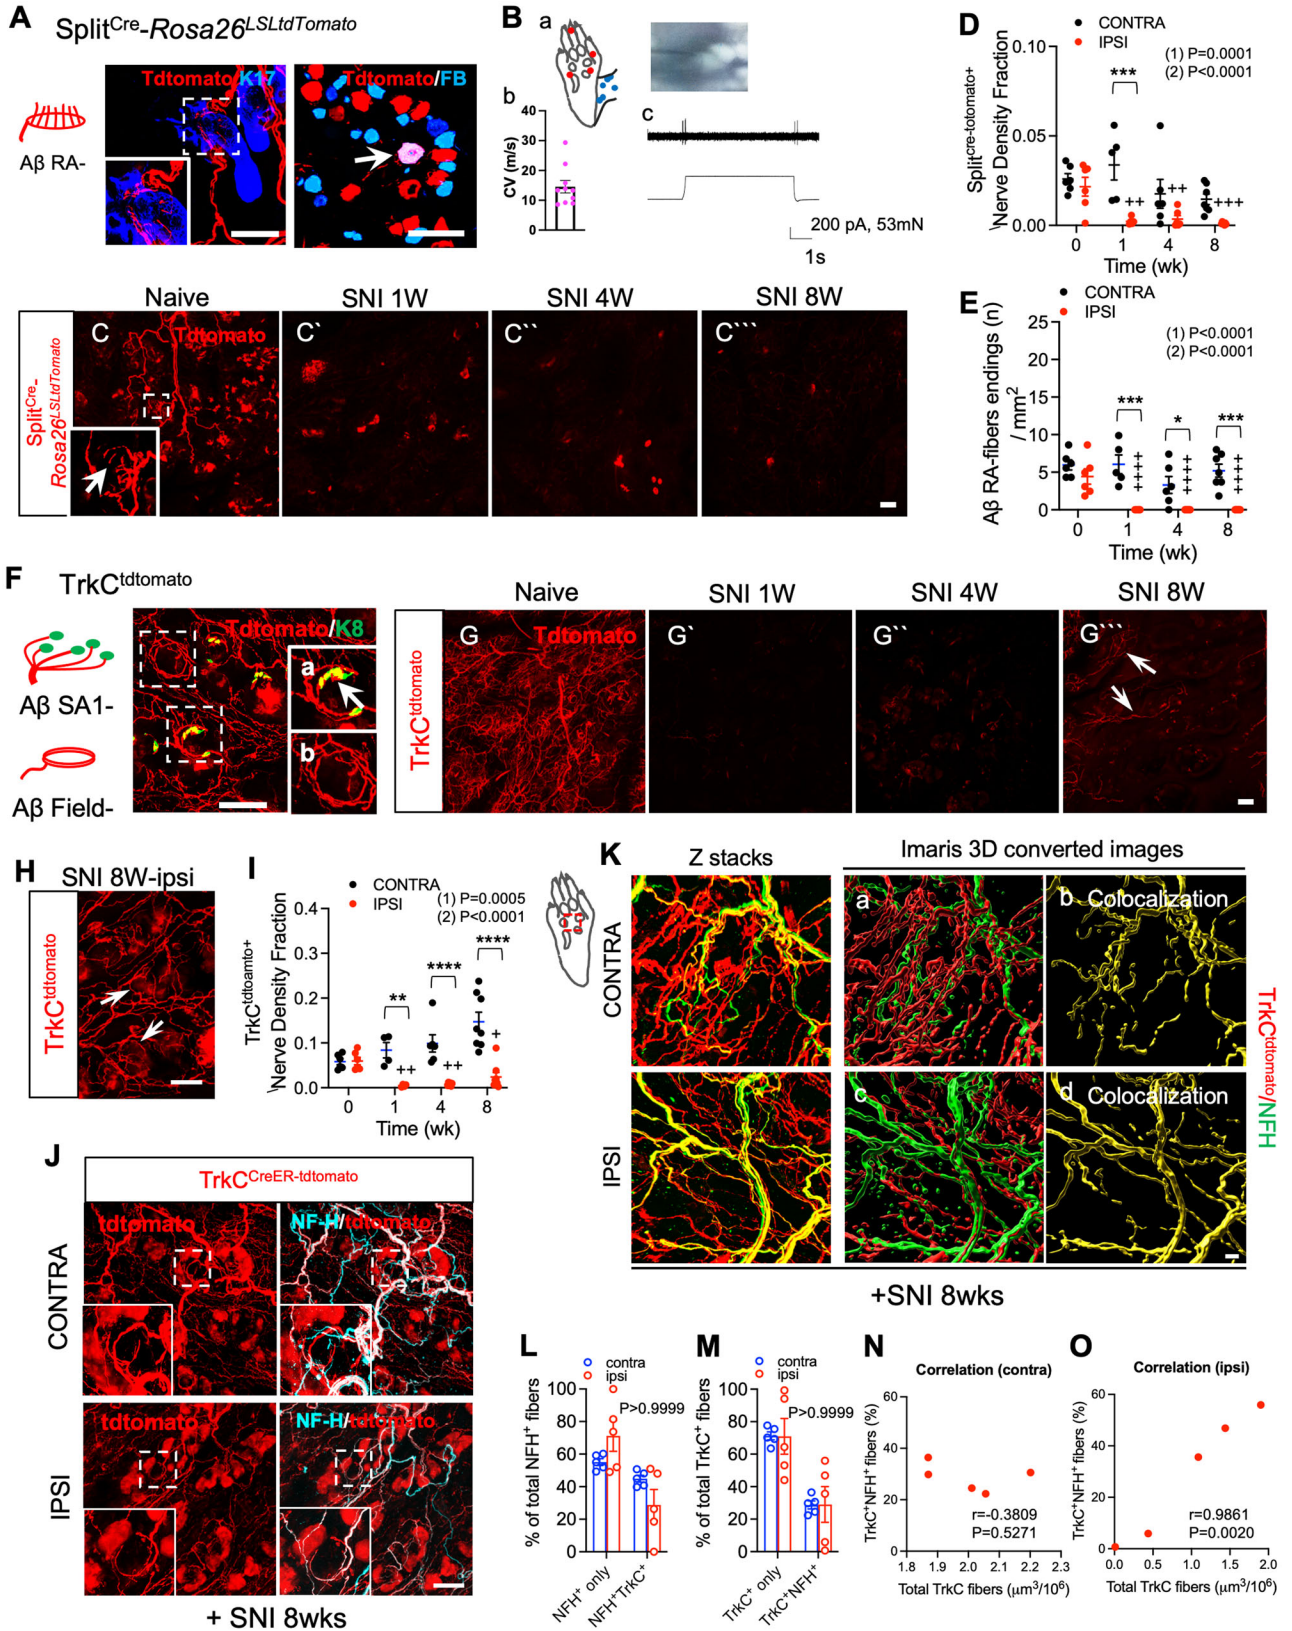 A
Split^Cre-Rosa26^LSLtdTomato
Tdtomato/K17
Tdtomato/FB
Aβ RA-
B
a
b
CV (m/s)
40
30
20
10
0
c
200 pA, 53mN
1s
D
CONTRA
IPSI
(1) P=0.0001
(2) P<0.0001
Split^cre-totomato+
\Nerve Density Fraction
0.10
0.05
0.00
***
++
++
+++
0
1
4
8
Time (wk)
Naive
SNI 1W
SNI 4W
SNI 8W
Split^Cre-
Rosa26^LSLtdTomato
C
Tdtomato
C`
C``
C```
E
CONTRA
IPSI
(1) P<0.0001
(2) P<0.0001
Aβ RA-fibers endings (n)
/ mm²
25
20
15
10
5
0
***
*
***
++++
++++
++++
0
1
4
8
Time (wk)
F
TrkC^tdtomato
Tdtomato/K8
a
b
Aβ SA1-
Aβ Field-
Naive
SNI 1W
SNI 4W
SNI 8W
TrkC^tdtomato
G
Tdtomato
G`
G``
G```
H
SNI 8W-ipsi
TrkC^tdtomato
I
CONTRA
IPSI
(1) P=0.0005
(2) P<0.0001
TrkC^tdtoamto+
\Nerve Density Fraction
0.4
0.3
0.2
0.1
0.0
**
****
****
++
++
+
0
1
4
8
Time (wk)
K
Z stacks
Imaris 3D converted images
CONTRA
IPSI
a
b
Colocalization
c
d
Colocalization
TrkC^tdtomato/NFH
+SNI 8wks
J
TrkC^CreER-tdtomato
CONTRA
tdtomato
NF-H/tdtomato
IPSI
tdtomato
NF-H/tdtomato
+ SNI 8wks
L
contra
ipsi
% of total NFH⁺ fibers
100
80
60
40
20
0
P>0.9999
NFH⁺ only
NFH⁺TrkC⁺
M
contra
ipsi
% of total TrkC⁺ fibers
100
80
60
40
20
0
P>0.9999
TrkC⁺ only
TrkC⁺NFH⁺
N
Correlation (contra)
TrkC⁺NFH⁺ fibers (%)
60
40
20
0
r=-0.3809
P=0.5271
1.8
1.9
2.0
2.1
2.2
2.3
Total TrkC fibers (μm³/10⁶)
O
Correlation (ipsi)
TrkC⁺NFH⁺ fibers (%)
60
40
20
0
r=0.9861
P=0.0020
0.0
0.5
1.0
1.5
2.0
Total TrkC fibers (μm³/10⁶)